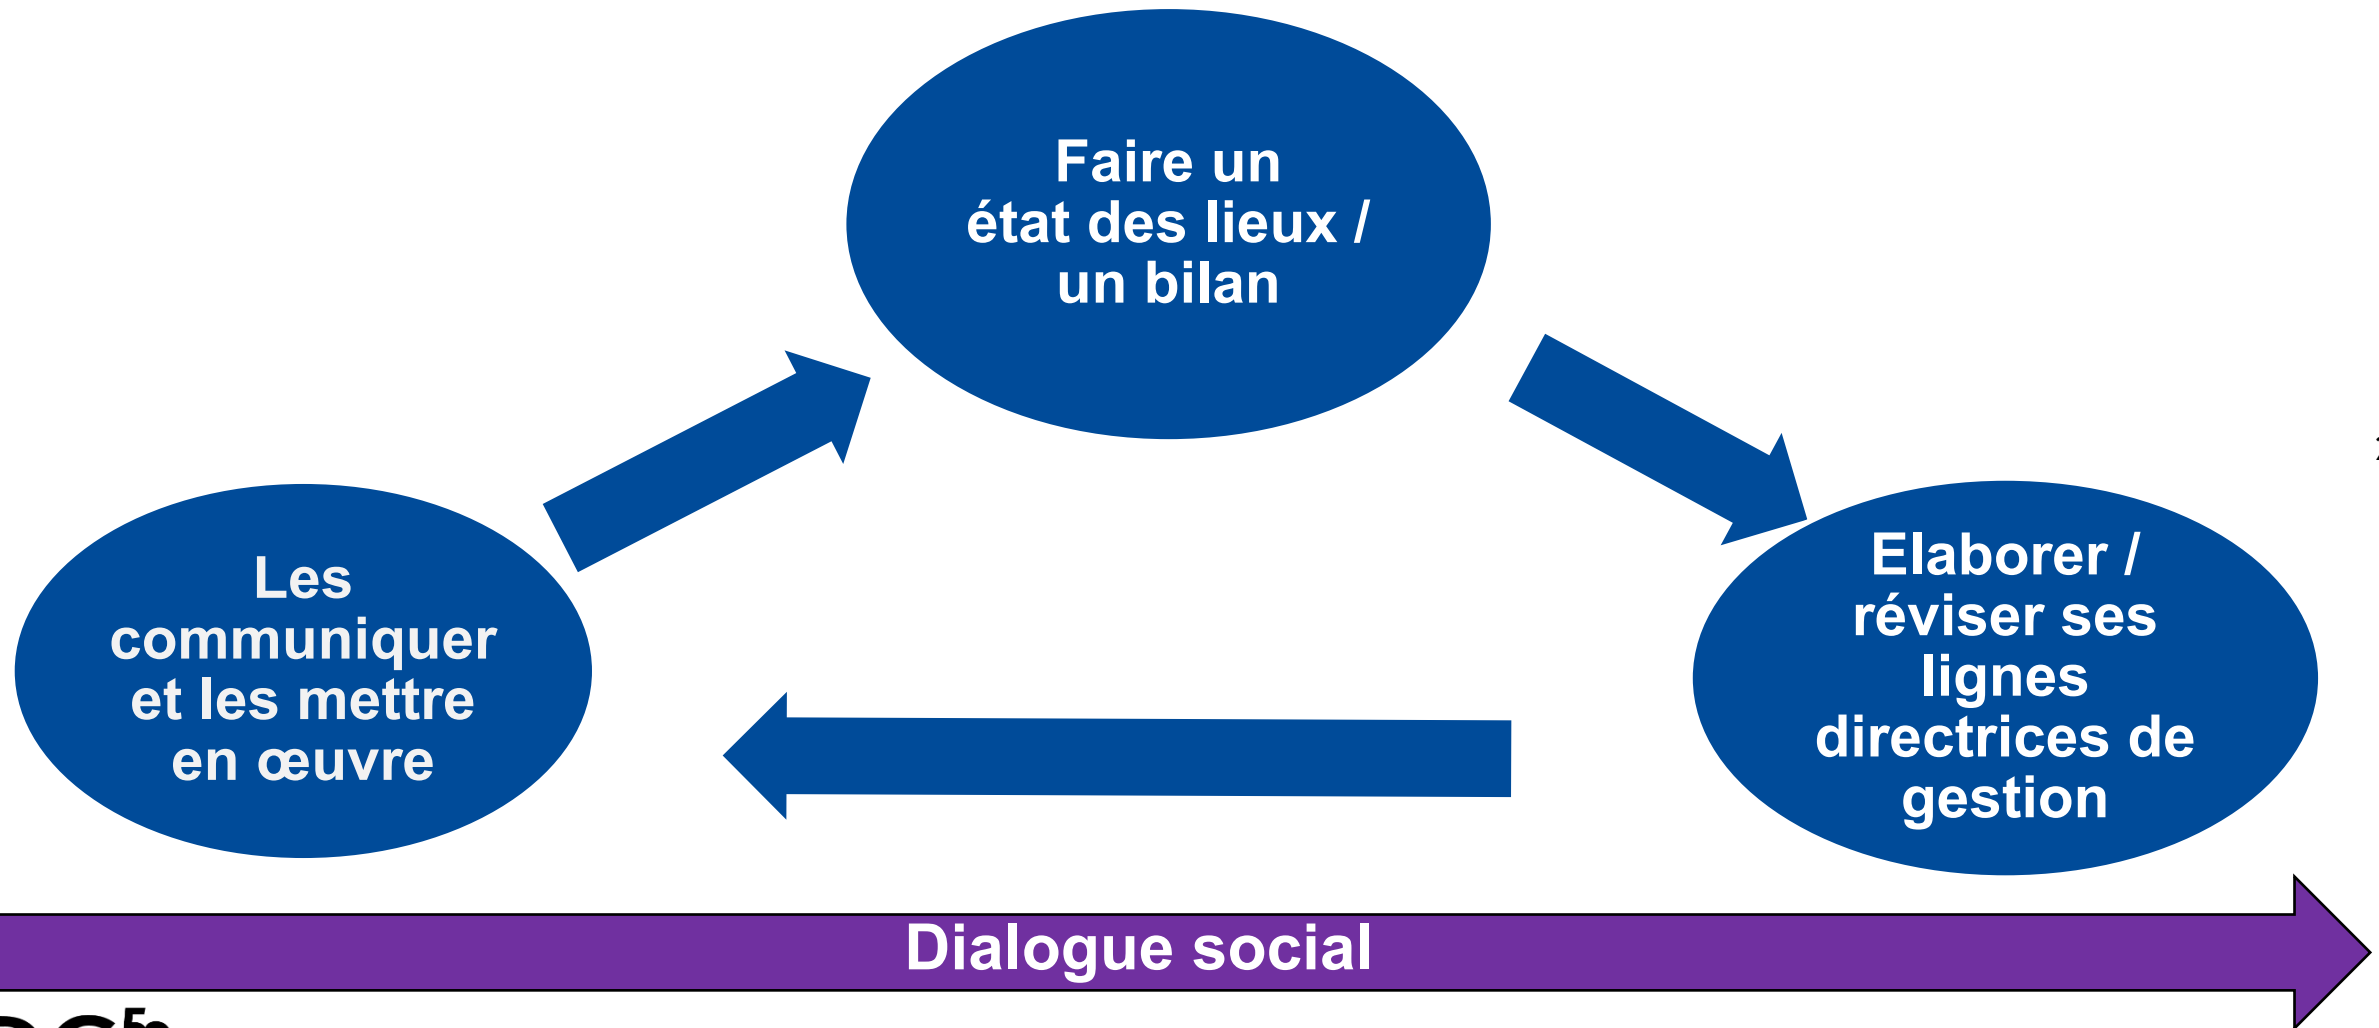 Faire un
état des lieux /
un bilan
Les
communiquer
et les mettre
en œuvre
Elaborer /
réviser ses
lignes
directrices de
gestion
Dialogue social